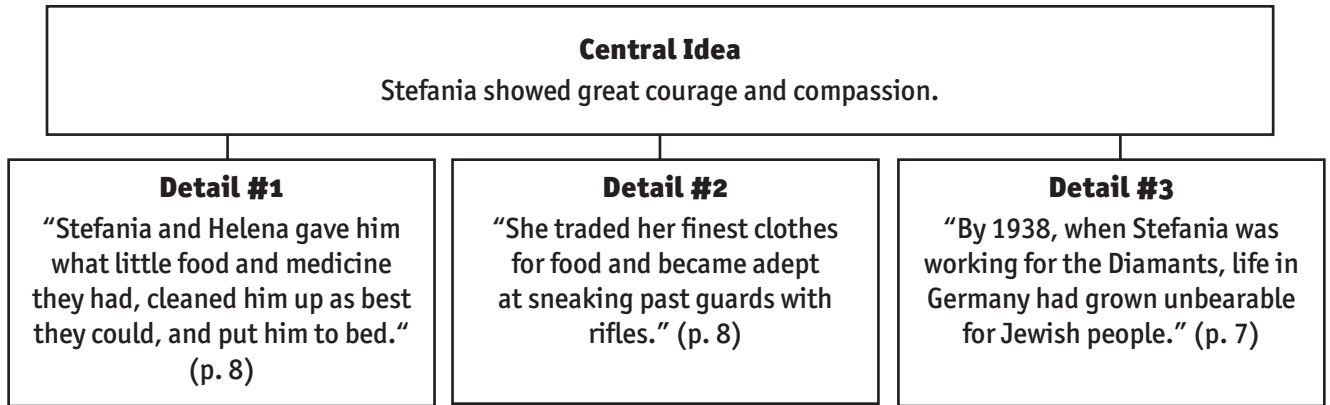 Central Idea
Stefania showed great courage and compassion.
Detail #1
“Stefania and Helena gave him
what little food and medicine
they had, cleaned him up as best
they could, and put him to bed.“
(p. 8)
Detail #2
“She traded her finest clothes
for food and became adept
at sneaking past guards with
rifles.” (p. 8)
Detail #3
“By 1938, when Stefania was
working for the Diamants, life in
Germany had grown unbearable
for Jewish people.” (p. 7)